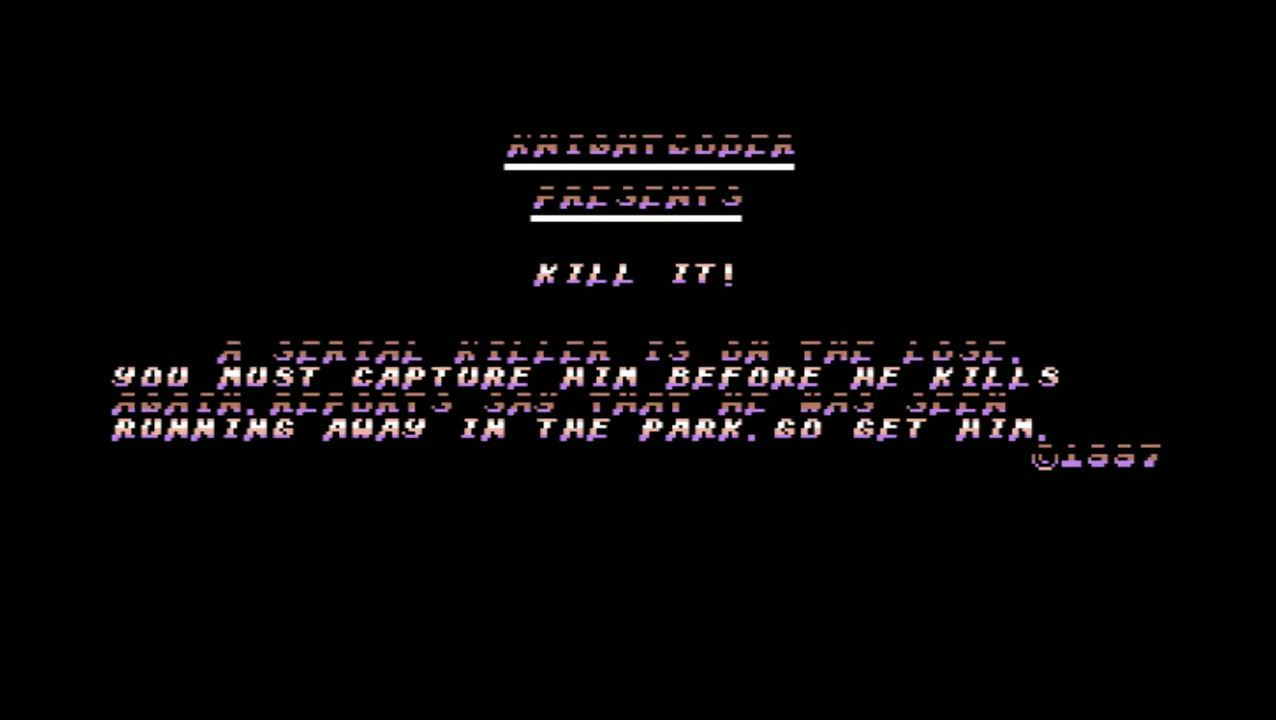 KNIGHTCODER
PRESENTS
KILL IT!
A SERIAL KILLER IS ON THE LOSE.
YOU MUST CAPTURE HIM BEFORE HE KILLS
AGAIN.REPORTS SAY THAT HE WAS SEEN
RUNNING AWAY IN THE PARK.GO GET HIM.
©1997